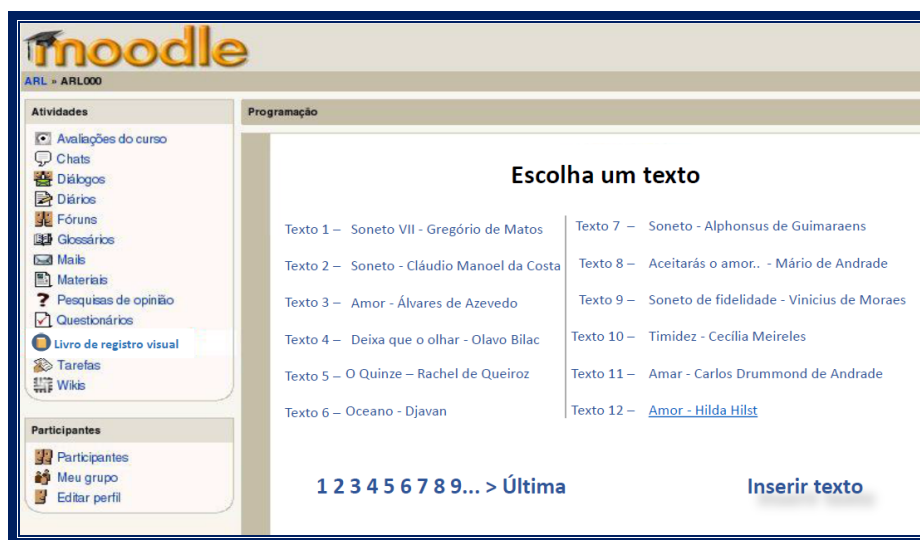 moodle
ARL » ARL000
Atividades
Avaliações do curso
Chats
Diálogos
Diários
Fóruns
Glossários
Mails
Materiais
Pesquisas de opinião
Questionários
Livro de registro visual
Tarefas
Wikis
Participantes
Participantes
Meu grupo
Editar perfil
Programação
Escolha um texto
Texto 1 – Soneto VII - Gregório de Matos
Texto 2 – Soneto - Cláudio Manoel da Costa
Texto 3 – Amor - Álvares de Azevedo
Texto 4 – Deixa que o olhar - Olavo Bilac
Texto 5 – O Quinze – Rachel de Queiroz
Texto 6 – Oceano - Djavan
Texto 7 – Soneto - Alphonsus de Guimaraens
Texto 8 – Aceitarás o amor.. - Mário de Andrade
Texto 9 – Soneto de fidelidade - Vinicius de Moraes
Texto 10 – Timidez - Cecília Meireles
Texto 11 – Amar - Carlos Drummond de Andrade
Texto 12 – Amor - Hilda Hilst
1 2 3 4 5 6 7 8 9... > Última
Inserir texto